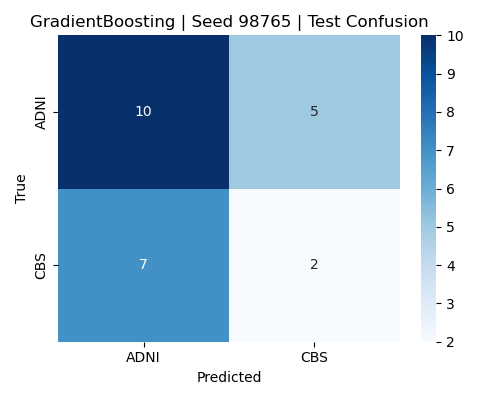 GradientBoosting | Seed 98765 | Test Confusion
True
ADNI
CBS
10
5
7
2
ADNI
CBS
Predicted
10
9
8
7
6
5
4
3
2